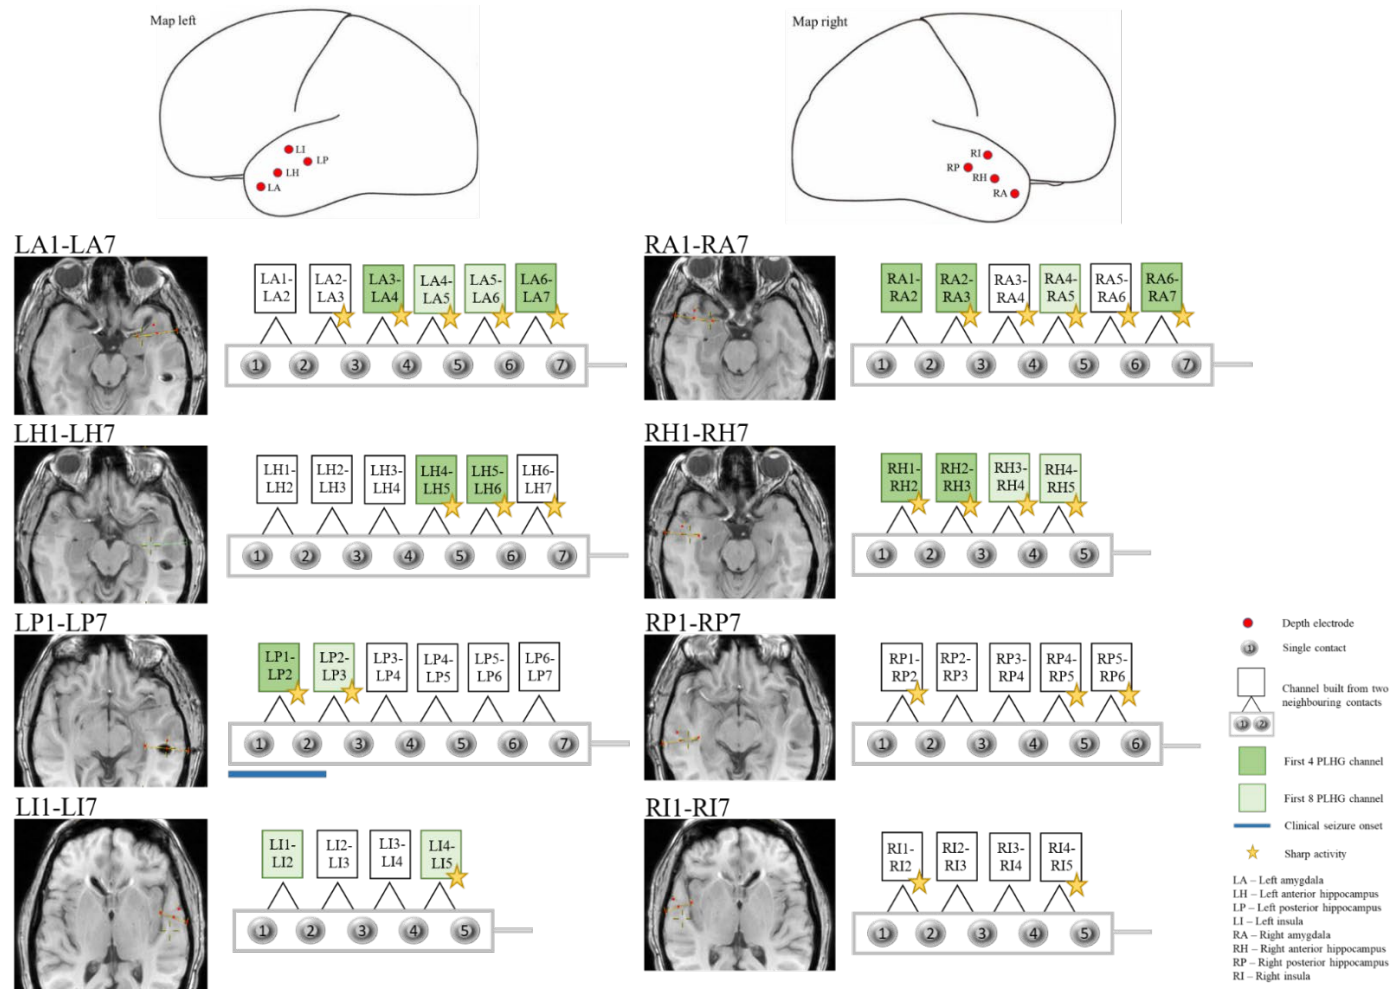 Map left
LI
LP
LH
LA
Map right
RI
RP
RH
RA
LA1-LA7
LA1-
LA2
LA2-
LA3
LA3-
LA4
LA4-
LA5
LA5-
LA6
LA6-
LA7
1 2 3 4 5 6 7
RA1-RA7
RA1-
RA2
RA2-
RA3
RA3-
RA4
RA4-
RA5
RA5-
RA6
RA6-
RA7
1 2 3 4 5 6 7
LH1-LH7
LH1-
LH2
LH2-
LH3
LH3-
LH4
LH4-
LH5
LH5-
LH6
LH6-
LH7
1 2 3 4 5 6 7
RH1-RH7
RH1-
RH2
RH2-
RH3
RH3-
RH4
RH4-
RH5
1 2 3 4 5
LP1-LP7
LP1-
LP2
LP2-
LP3
LP3-
LP4
LP4-
LP5
LP5-
LP6
LP6-
LP7
1 2 3 4 5 6 7
RP1-RP7
RP1-
RP2
RP2-
RP3
RP3-
RP4
RP4-
RP5
RP5-
RP6
1 2 3 4 5 6
LI1-LI7
LI1-
LI2
LI2-
LI3
LI3-
LI4
LI4-
LI5
1 2 3 4 5
RI1-RI7
RI1-
RI2
RI2-
RI3
RI3-
RI4
RI4-
RI5
1 2 3 4 5
Depth electrode
1
Single contact
Channel built from two
neighbouring contacts
1 2
First 4 PLHG channel
First 8 PLHG channel
Clinical seizure onset
Sharp activity
LA – Left amygdala
LH – Left anterior hippocampus
LP – Left posterior hippocampus
LI – Left insula
RA – Right amygdala
RH – Right anterior hippocampus
RP – Right posterior hippocampus
RI – Right insula